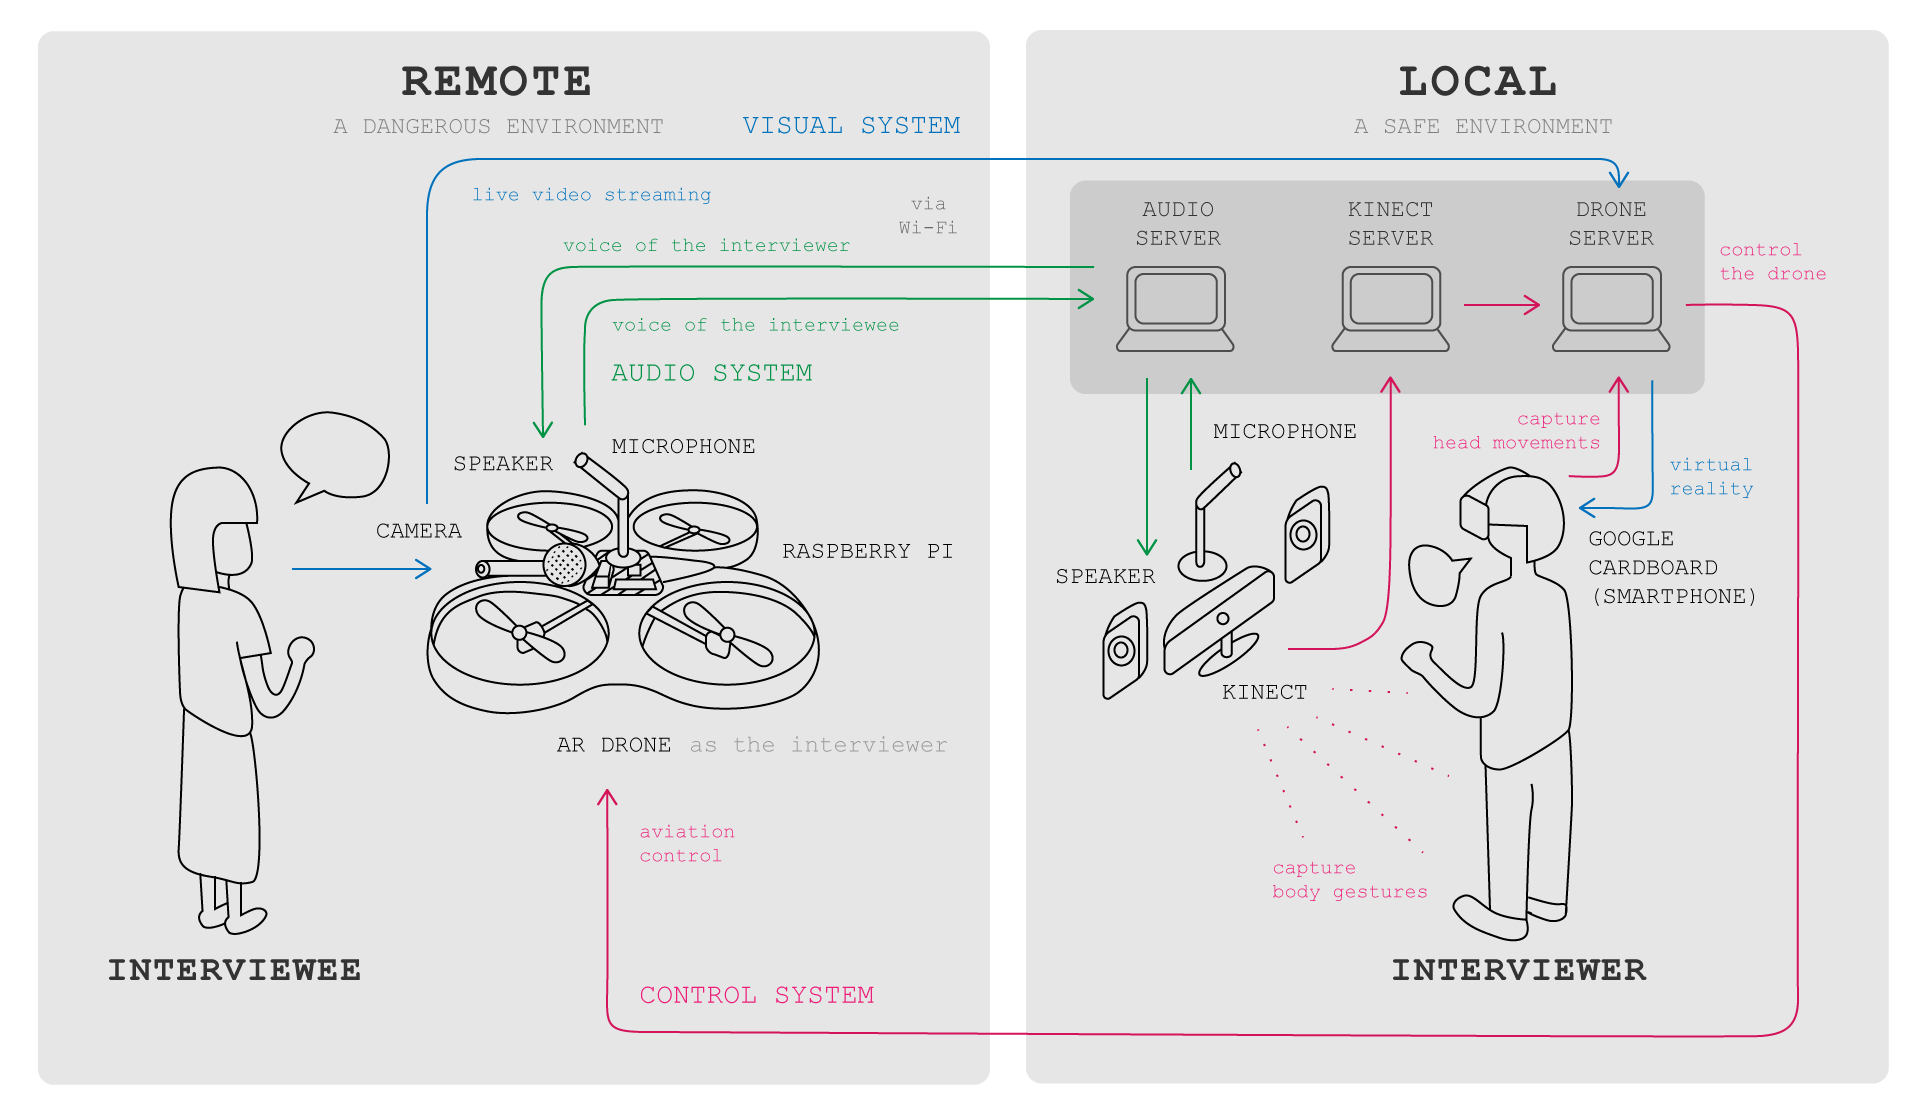 REMOTE
A DANGEROUS ENVIRONMENT
VISUAL SYSTEM
live video streaming
via
Wi-Fi
voice of the interviewer
voice of the interviewee
AUDIO SYSTEM
MICROPHONE
SPEAKER
CAMERA
RASPBERRY PI
AR DRONE as the interviewer
aviation
control
INTERVIEWEE
CONTROL SYSTEM
LOCAL
A SAFE ENVIRONMENT
AUDIO
SERVER
KINECT
SERVER
DRONE
SERVER
control
the drone
capture
head movements
MICROPHONE
virtual
reality
SPEAKER
GOOGLE
CARDBOARD
(SMARTPHONE)
KINECT
capture
body gestures
INTERVIEWER